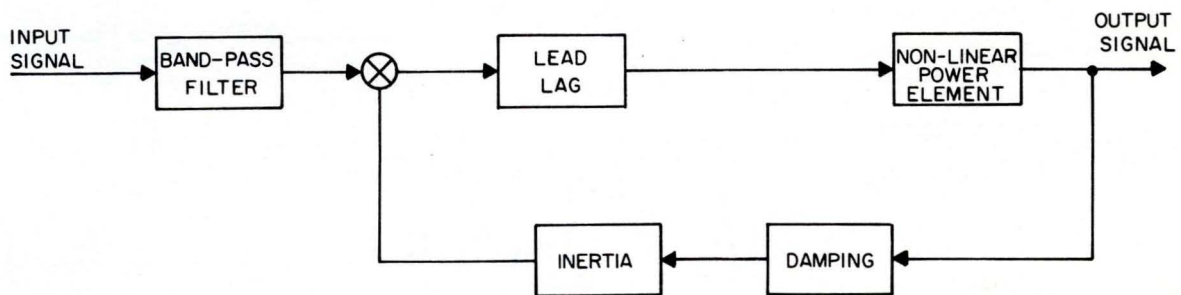 INPUT
SIGNAL
BAND-PASS
FILTER
LEAD
LAG
NON-LINEAR
POWER
ELEMENT
OUTPUT
SIGNAL
INERTIA
DAMPING